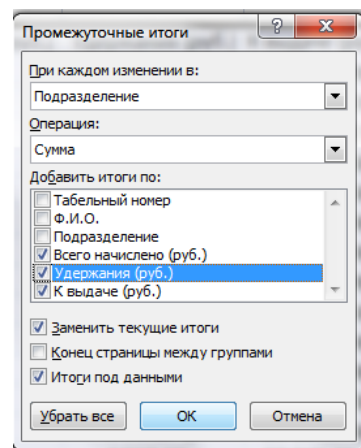 Промежуточные итоги
При каждом изменении в:
Подразделение
Операция:
Сумма
Добавить итоги по:
Табельный номер
Ф.И.О.
Подразделение
Всего начислено (руб.)
Удержания (руб.)
К выдаче (руб.)
Заменить текущие итоги
Конец страницы между группами
Итоги под данными
Убрать все
ОК
Отмена